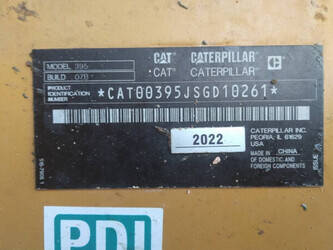 MODEL 395
BUILD 07B
CAT CATERPILLAR
CAT CATERPILLAR
PRODUCT
IDENTIFICATION
NUMBER
*CAT00395JSGD10261*
2022
CATERPILLAR INC.
PEORIA, IL 61629
USA
MADE IN
CHINA
OF DOMESTIC AND
FOREIGN COMPONENTS
ISSUE
PDI